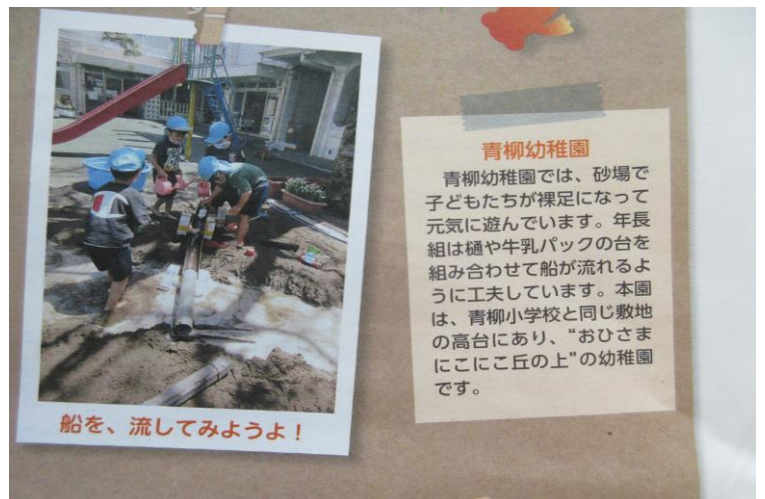 船を、流してみようよ!
青柳幼稚園
青柳幼稚園では、砂場で
子どもたちが裸足になって
元気に遊んでいます。年長
組は樋や牛乳パックの台を
組み合わせて船が流れるよ
うに工夫しています。本園
は、青柳小学校と同じ敷地
の高台にあり、“おひさま
にこにこ丘の上”の幼稚園
です。